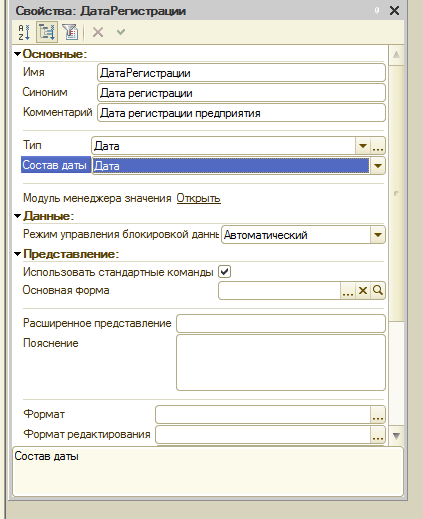 Свойства: ДатаРегистрации
Основные:
Имя ДатаРегистрации
Синоним Дата регистрации
Комментарий Дата регистрации предприятия
Тип Дата
Состав даты Дата
Модуль менеджера значения Открыть
Данные:
Режим управления блокировкой данны Автоматический
Представление:
Использовать стандартные команды
Основная форма
Расширенное представление
Пояснение
Формат
Формат редактирования
Состав даты